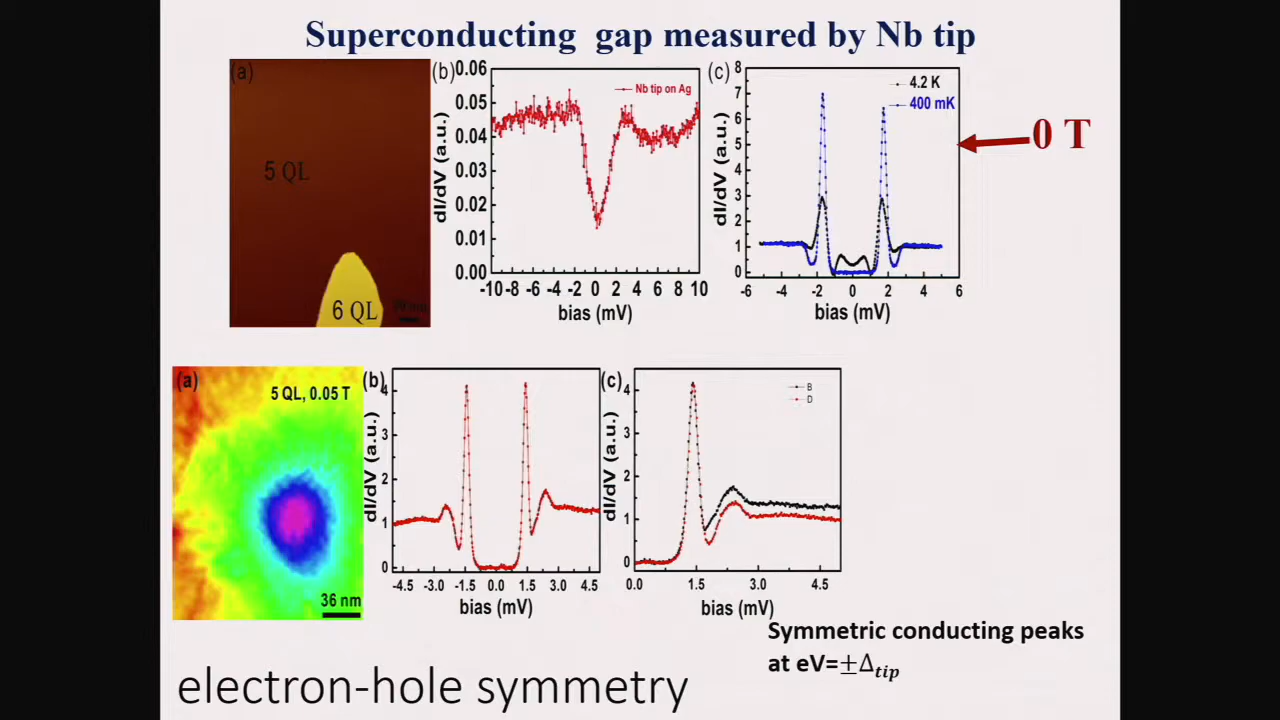 Superconducting gap measured by Nb tip
(a)
5 QL
6 QL
(b)
0.06
0.05
0.04
0.03
0.02
0.01
0.00
dI/dV (a.u.)
Nb tip on Ag
-10 -8 -6 -4 -2 0 2 4 6 8 10
bias (mV)
(c)
8
7
6
5
4
3
2
1
0
dI/dV (a.u.)
4.2 K
400 mK
-6 -4 -2 0 2 4 6
bias (mV)
0 T
(a)
5 QL, 0.05 T
36 nm
(b)
4
3
2
1
0
dI/dV (a.u.)
-4.5 -3.0 -1.5 0.0 1.5 3.0 4.5
bias (mV)
(c)
4
3
2
1
0
dI/dV (a.u.)
B
D
0.0 1.5 3.0 4.5
bias (mV)
Symmetric conducting peaks
at eV=±Δtip
electron-hole symmetry